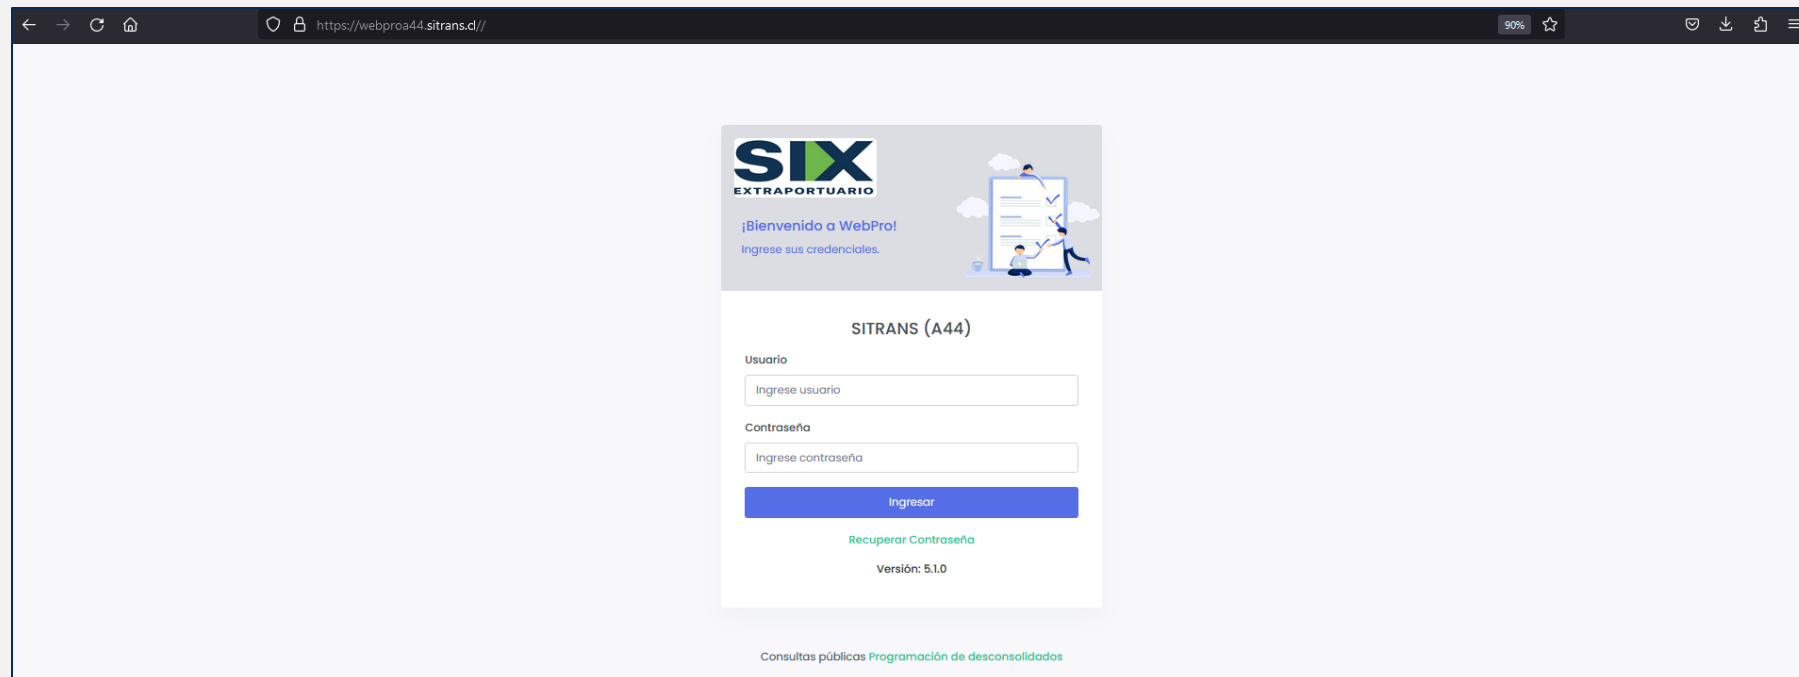 https://webproa44.sitrans.cl//
90%
SIX
EXTRAPORTUARIO
¡Bienvenido a WebPro!
Ingrese sus credenciales.
SITRANS (A44)
Usuario
Ingrese usuario
Contraseña
Ingrese contraseña
Ingresar
Recuperar Contraseña
Versión: 5.1.0
Consultas públicas Programación de desconsolidados